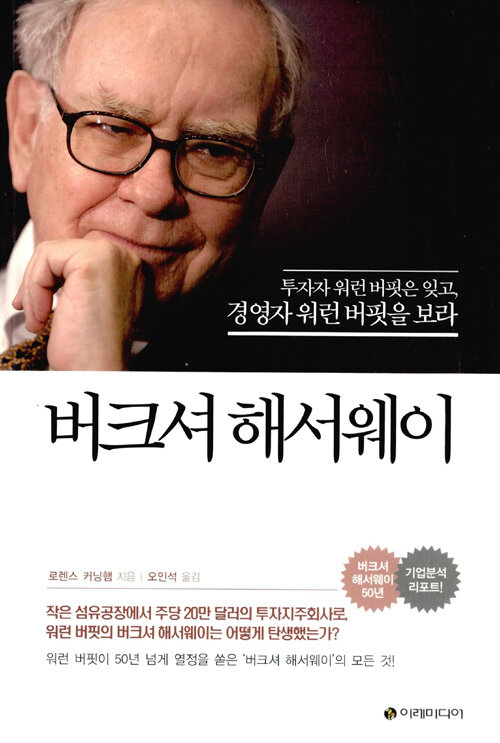 투자자 워런 버핏은 잊고,
경영자 워런 버핏을 보라
버크셔 해서웨이
로렌스 커닝햄 지음 | 오인석 옮김
버크셔
해서웨이
50년
기업분석
리포트!
작은 섬유공장에서 주당 20만 달러의 투자지주회사로,
워런 버핏의 버크셔 해서웨이는 어떻게 탄생했는가?
워런 버핏이 50년 넘게 열정을 쏟은 '버크셔 해서웨이'의 모든 것!
이레미디어